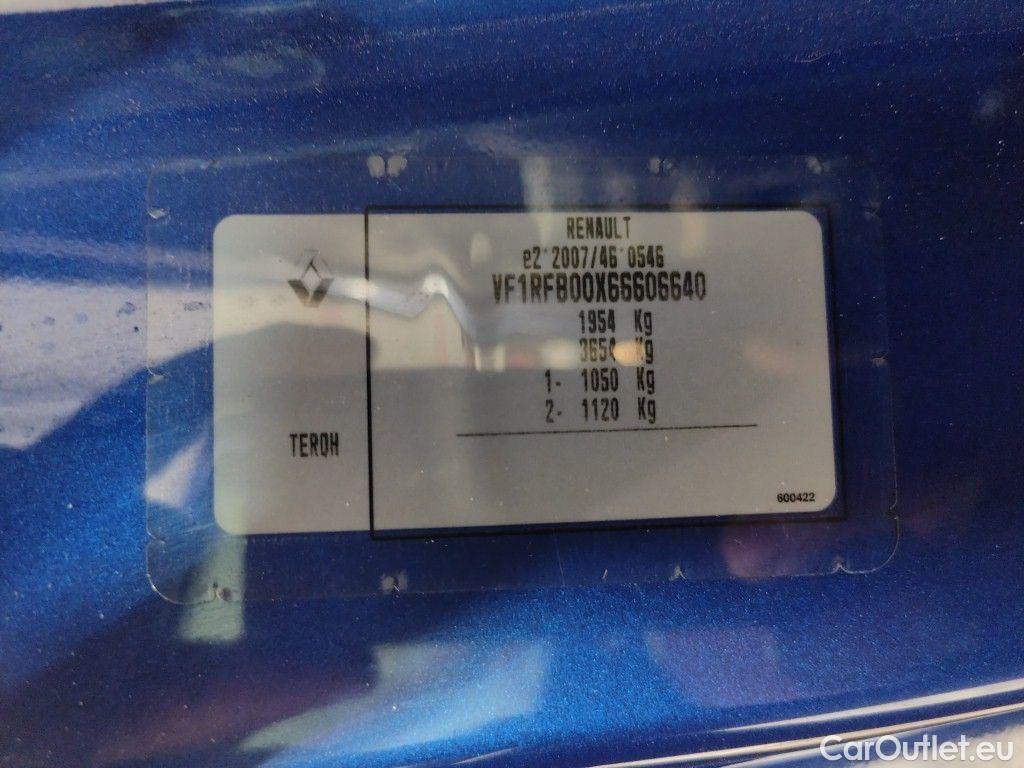 RENAULT
e2*2007/46*0546
VF1RFB00X66606640
1954 Kg
3654 Kg
1- 1050 Kg
2- 1120 Kg
TERQH
600422
CarOutlet.eu